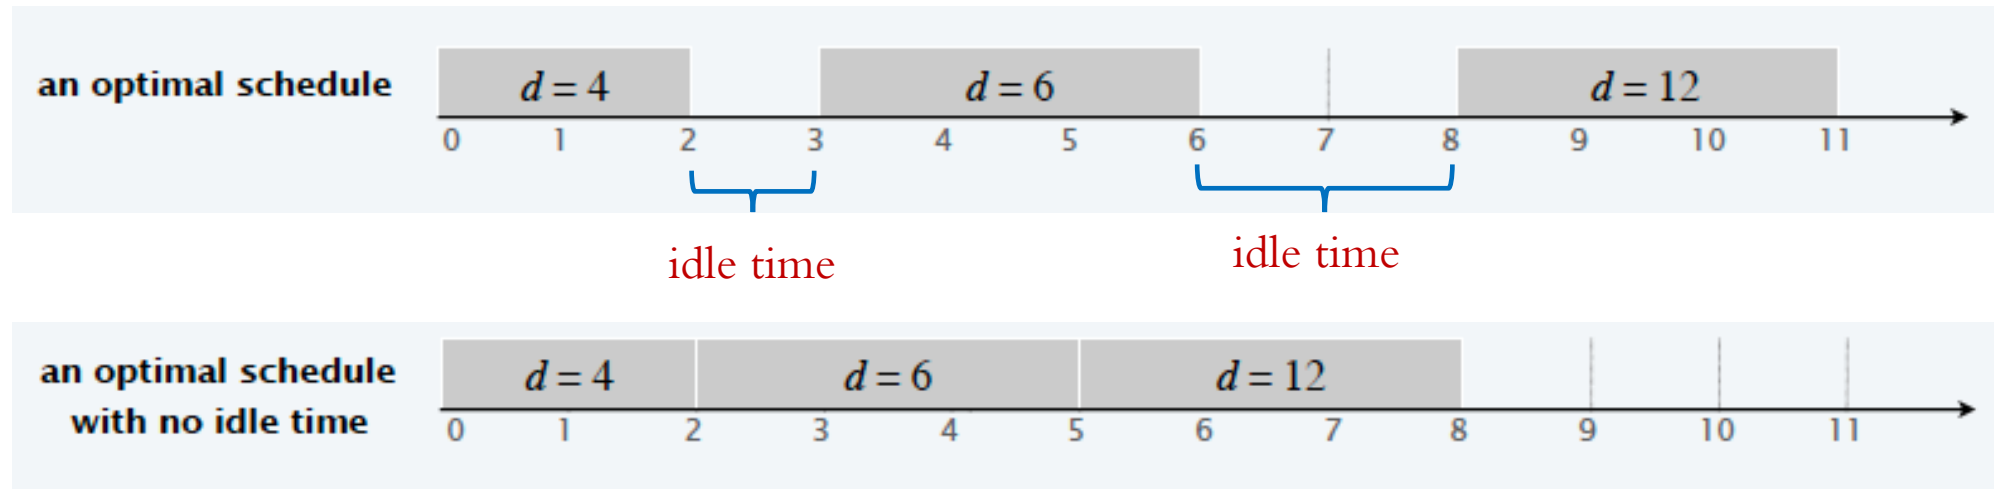 an optimal schedule
d = 4
d = 6
d = 12
0 1 2 3 4 5 6 7 8 9 10 11
idle time
idle time
an optimal schedule
with no idle time
d = 4
d = 6
d = 12
0 1 2 3 4 5 6 7 8 9 10 11